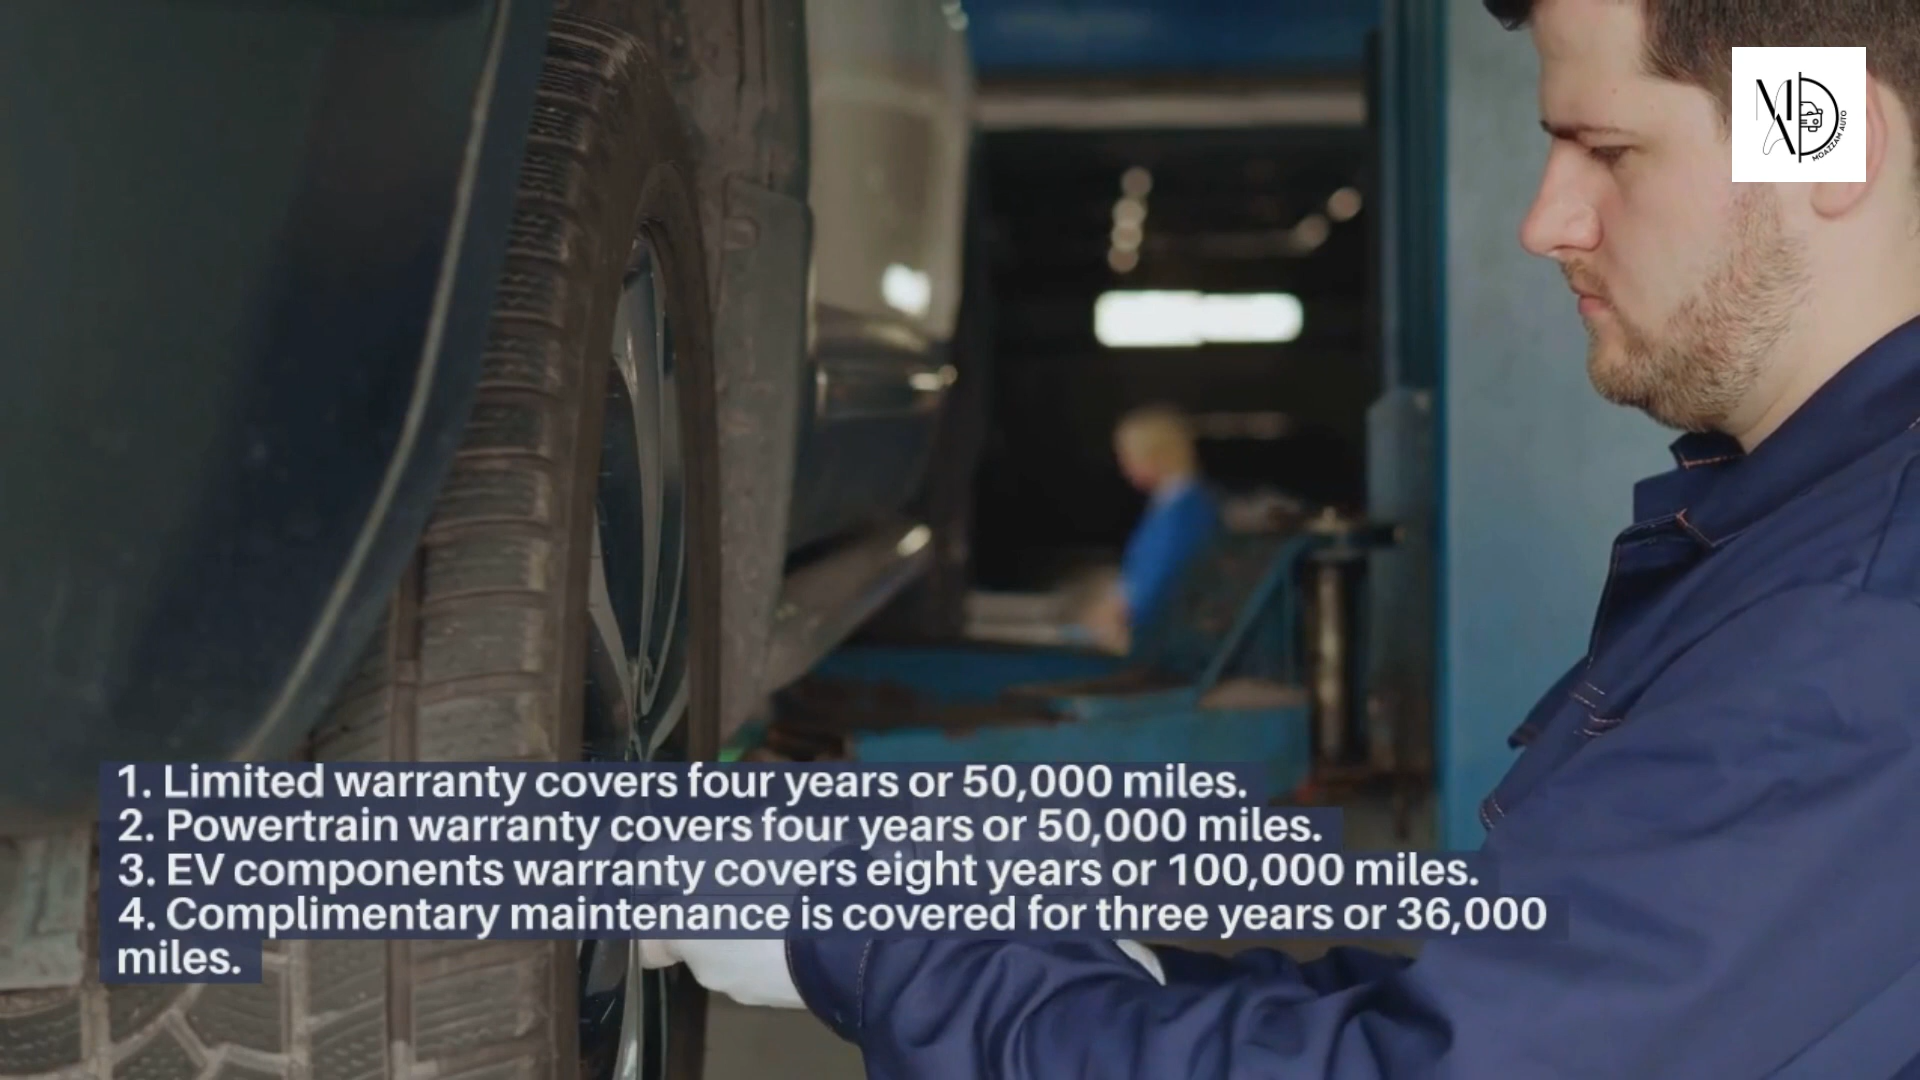 MOAZZAM AUTO
1. Limited warranty covers four years or 50,000 miles.
2. Powertrain warranty covers four years or 50,000 miles.
3. EV components warranty covers eight years or 100,000 miles.
4. Complimentary maintenance is covered for three years or 36,000
miles.